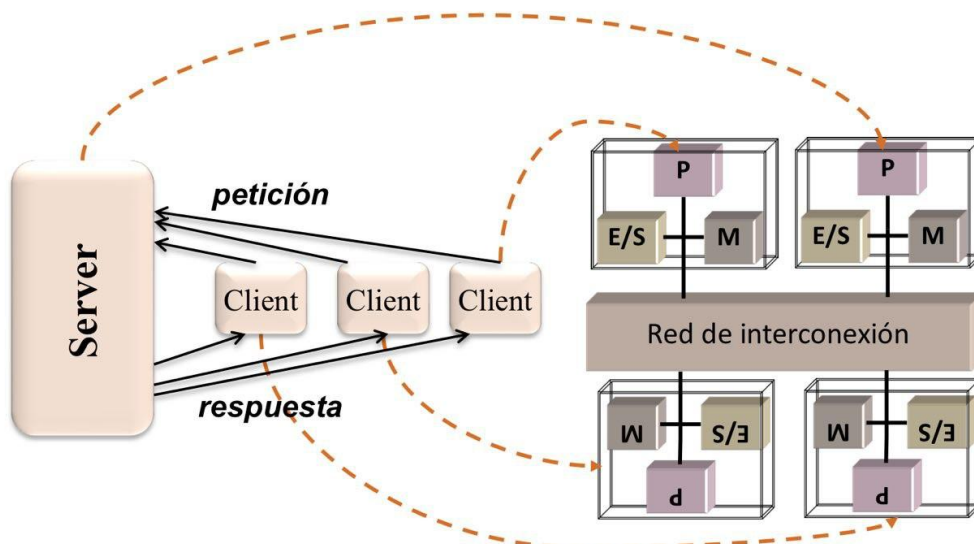 Server
petición
Client
Client
Client
respuesta
P
E/S
M
P
E/S
M
Red de interconexión
M
E/S
P
M
E/S
P